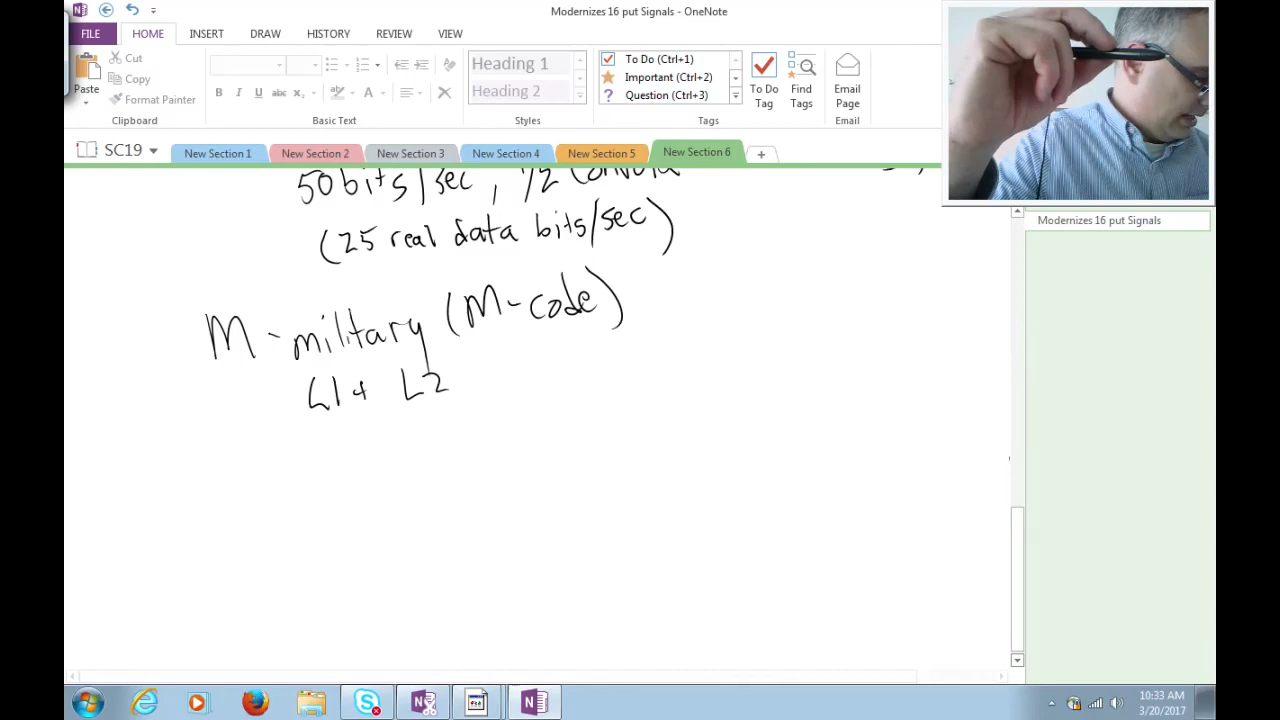 Modernizes 16 put Signals - OneNote
FILE HOME INSERT DRAW HISTORY REVIEW VIEW
Paste
Cut
Copy
Format Painter
Clipboard
B I U abc x
A
Basic Text
Heading 1
Heading 2
Styles
To Do (Ctrl+1)
Important (Ctrl+2)
Question (Ctrl+3)
To Do Tag
Find Tags
Tags
Email Page
Email
SC19
New Section 1 New Section 2 New Section 3 New Section 4 New Section 5 New Section 6 +
Modernizes 16 put Signals
50 bits/sec, 1/2
(25 real data bits/sec)
M - military (M-code)
L1 + L2
10:33 AM
3/20/2017